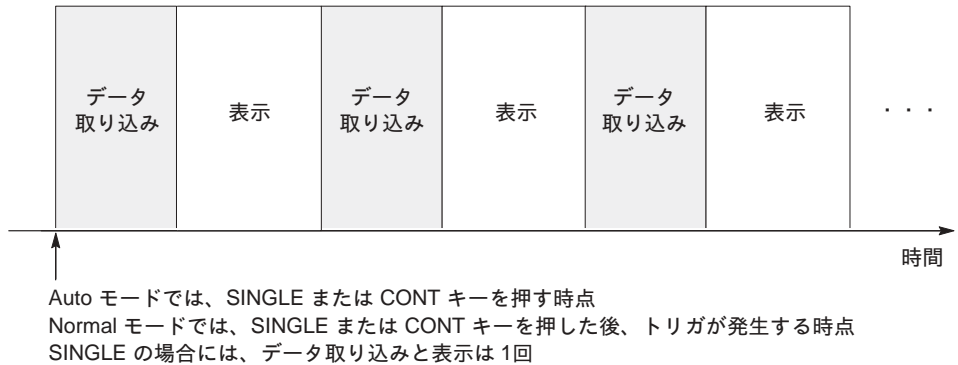 データ
取り込み
表示
データ
取り込み
表示
データ
取り込み
表示
・・・
時間
Auto モードでは、SINGLE または CONT キーを押す時点
Normal モードでは、SINGLE または CONT キーを押した後、トリガが発生する時点
SINGLE の場合には、データ取り込みと表示は 1回